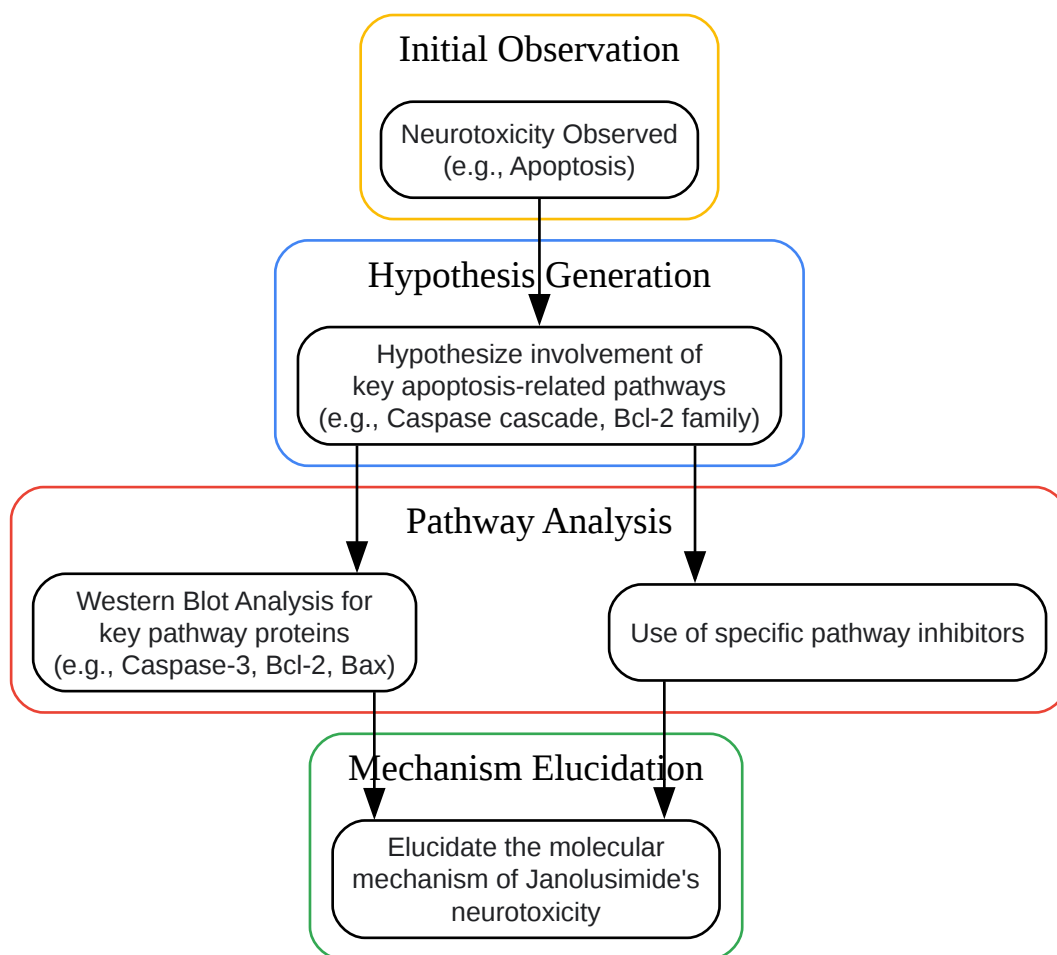 Initial Observation
Neurotoxicity Observed
(e.g., Apoptosis)
Hypothesis Generation
Hypothesize involvement of
key apoptosis-related pathways
(e.g., Caspase cascade, Bcl-2 family)
Pathway Analysis
Western Blot Analysis for
key pathway proteins
(e.g., Caspase-3, Bcl-2, Bax)
Use of specific pathway inhibitors
Mechanism Elucidation
Elucidate the molecular
mechanism of Janolusimide's
neurotoxicity